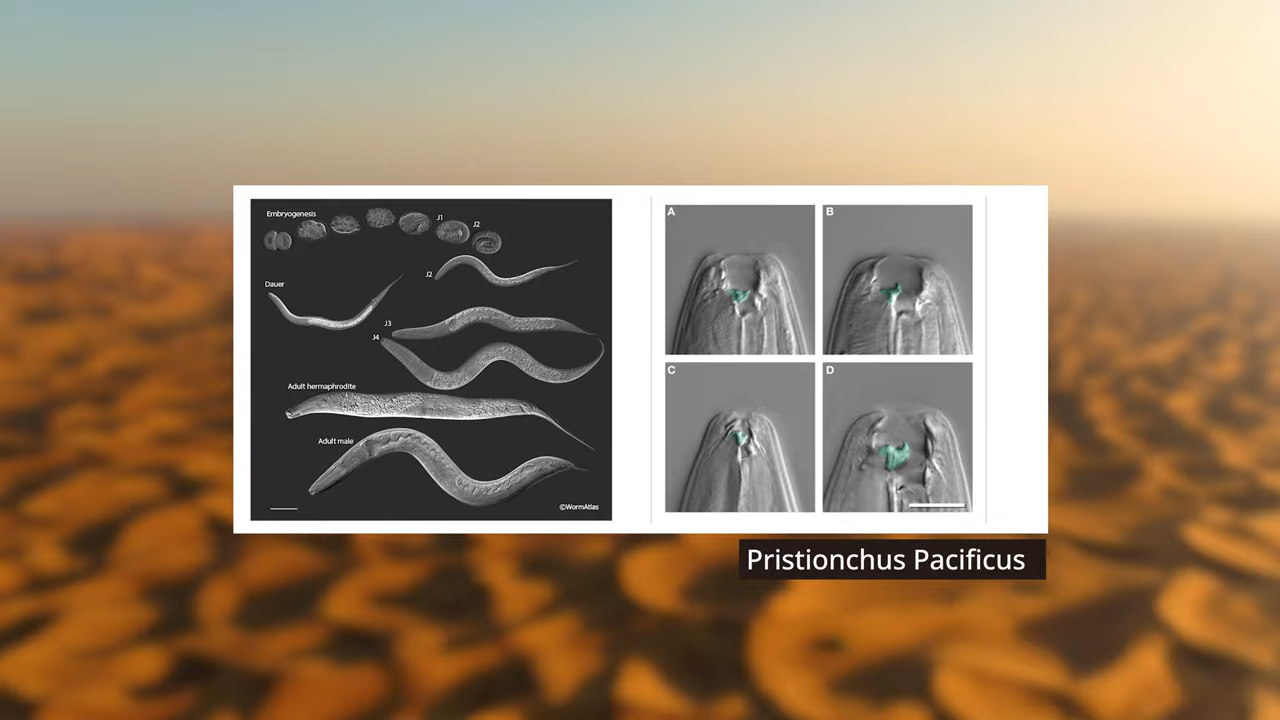 Embryogenesis
J1
J2
J2
Dauer
J3
J4
Adult hermaphrodite
Adult male
©WormAtlas
A
B
C
D
Pristionchus Pacificus